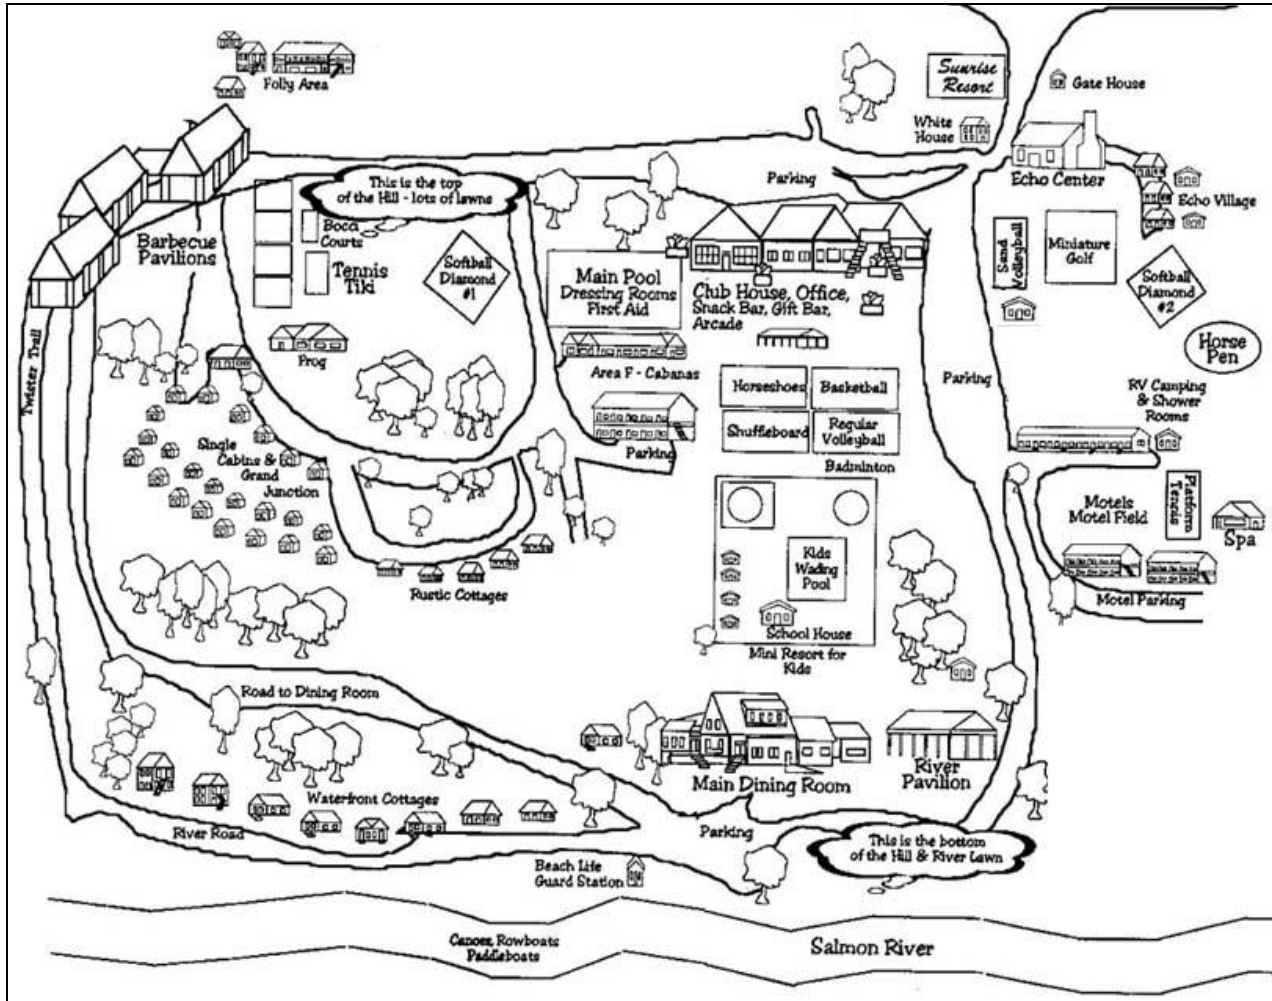 Folly Area
Sunrise
Resort
Gate House
White
House
Echo Center
Echo Village
Parking
This is the top
of the Hill - lots of lawns
Barbecue
Pavilions
Bocci
Courts
Tennis
Tiki
Softball
Diamond
#1
Main Pool
Dressing Rooms
First Aid
Club House, Office,
Snack Bar, Gift Bar,
Arcade
Sand
Volleyball
Miniature
Golf
Softball
Diamond
#2
Horse
Pen
Twister Trail
Frog
Area F - Cabanas
Horseshoes
Basketball
Shuffleboard
Regular
Volleyball
Badminton
Parking
RV Camping
& Shower
Rooms
Parking
Single
Cabins &
Grand
Junction
Motels
Motel Field
Platform
Tennis
Spa
Motel Parking
Rustic Cottages
Kids
Wading
Pool
School House
Mini Resort for
Kids
Road to Dining Room
Main Dining Room
River
Pavilion
Waterfront Cottages
River Road
Parking
This is the bottom
of the Hill & River Lawn
Beach Life
Guard Station
Canoes, Rowboats
Paddleboats
Salmon River